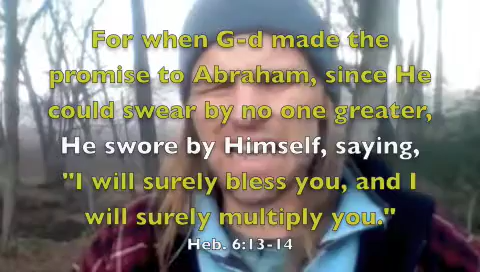 For when G-d made the
promise to Abraham, since He
could swear by no one greater,
He swore by Himself, saying,
"I will surely bless you, and I
will surely multiply you."
Heb. 6:13-14